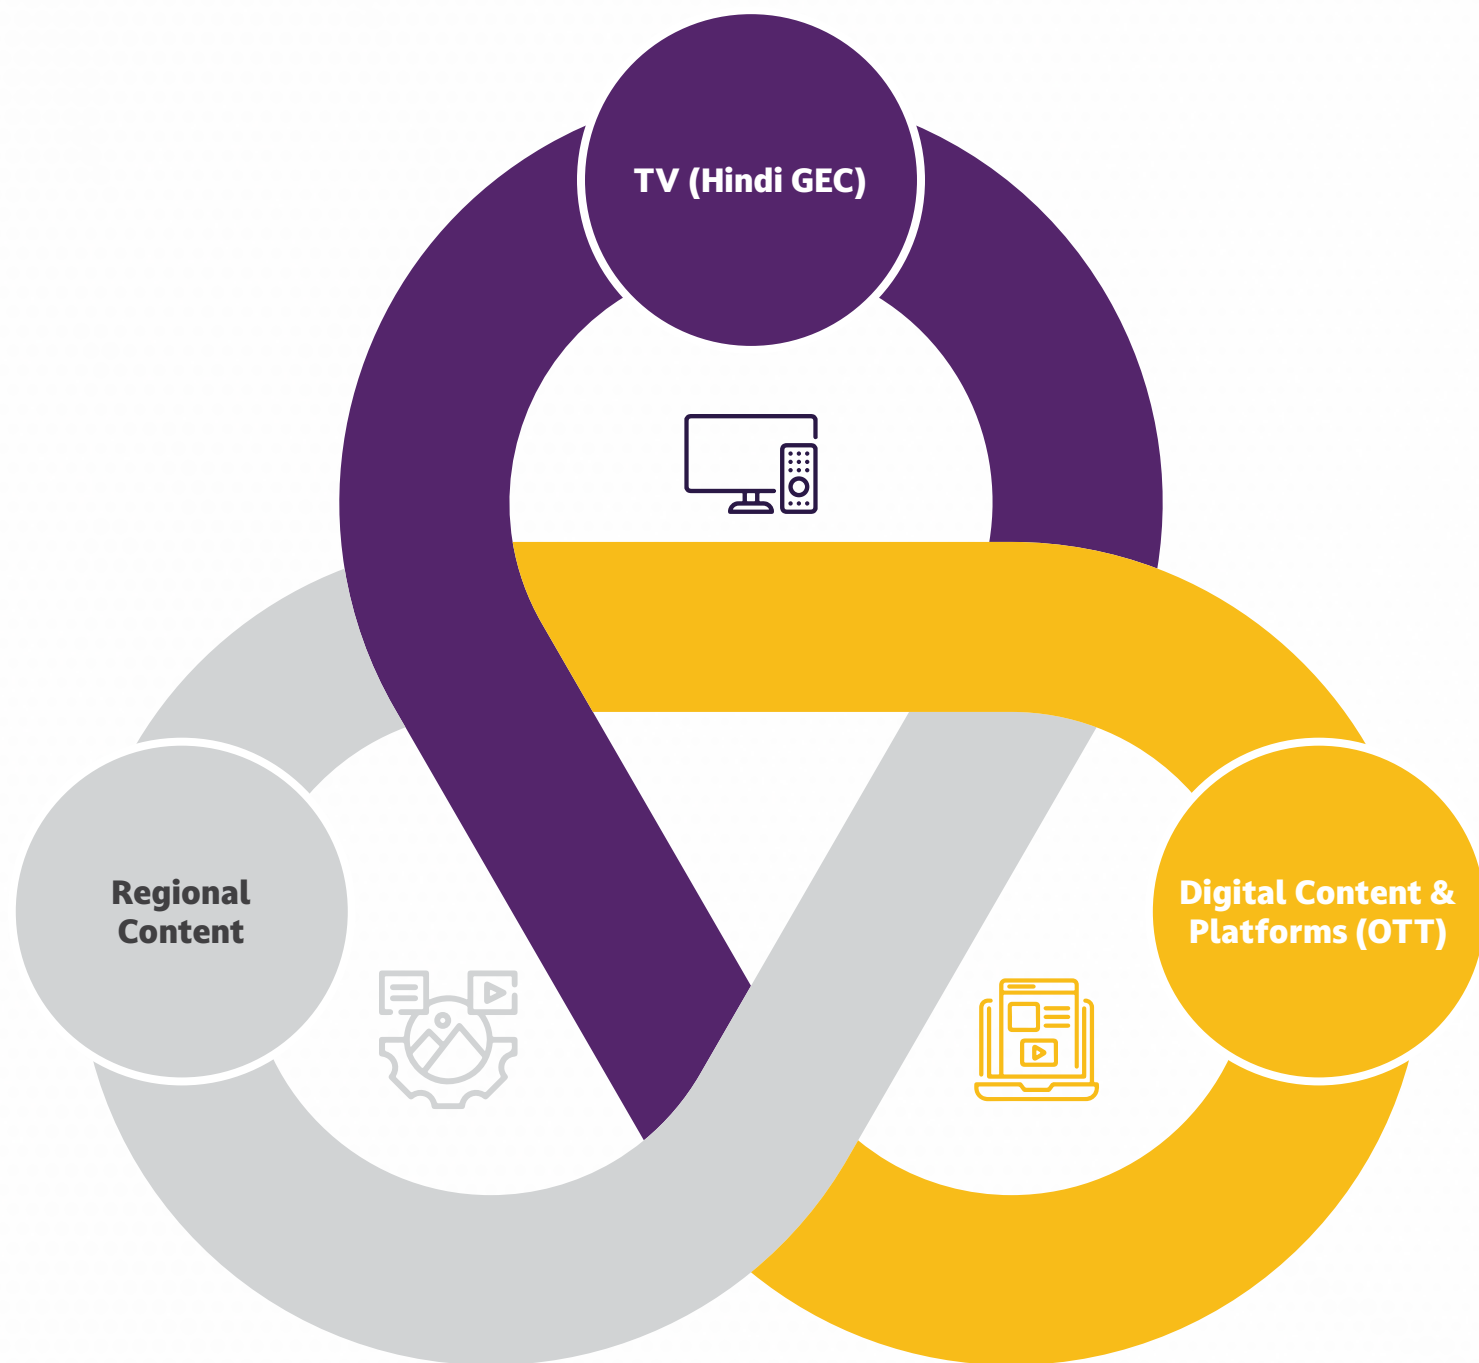 TV (Hindi GEC)
Regional
Content
Digital Content &
Platforms (OTT)